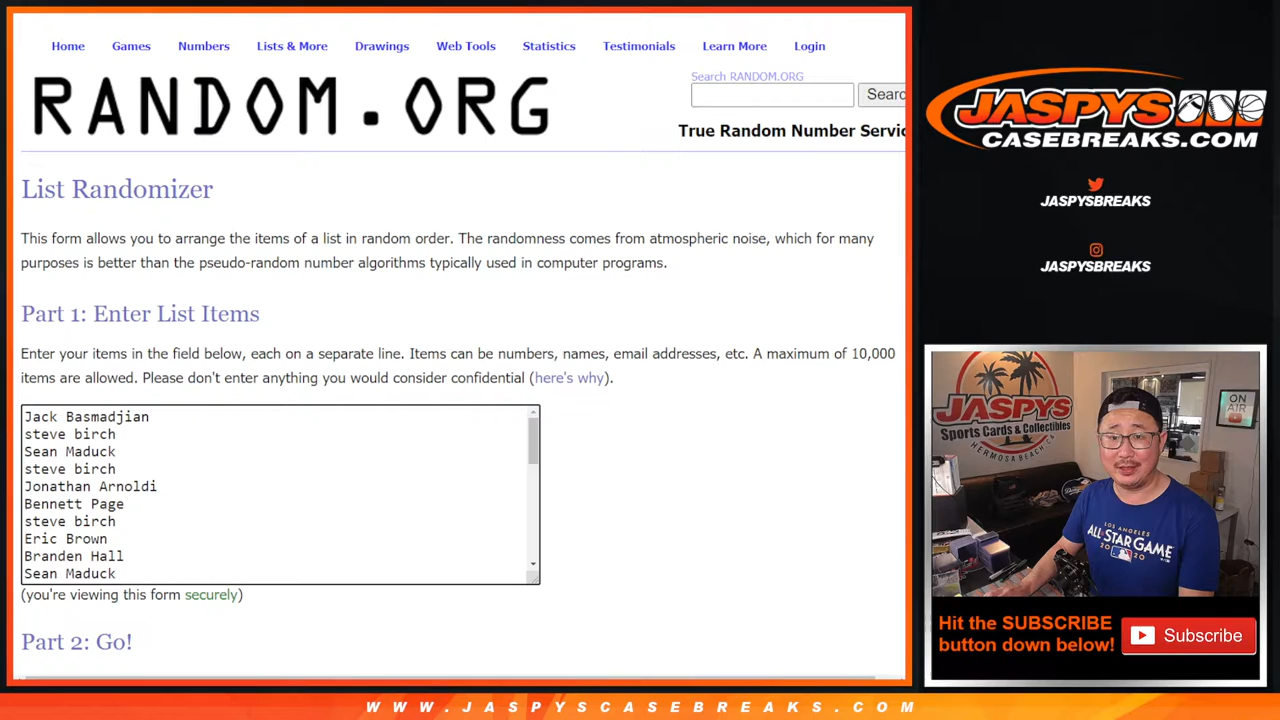 Home Games Numbers Lists & More Drawings Web Tools Statistics Testimonials Learn More Login
RANDOM.ORG
Search RANDOM.ORG
Searc
True Random Number Servic
List Randomizer
This form allows you to arrange the items of a list in random order. The randomness comes from atmospheric noise, which for many
purposes is better than the pseudo-random number algorithms typically used in computer programs.
Part 1: Enter List Items
Enter your items in the field below, each on a separate line. Items can be numbers, names, email addresses, etc. A maximum of 10,000
items are allowed. Please don't enter anything you would consider confidential (here's why).
Jack Basmadjian
steve birch
Sean Maduck
steve birch
Jonathan Arnoldi
Bennett Page
steve birch
Eric Brown
Branden Hall
Sean Maduck
(you're viewing this form securely)
Part 2: Go!
JASPYS
CASEBREAKS.COM
JASPYSBREAKS
JASPYSBREAKS
JASPYS
Sports Cards & Collectibles
HERMOSA BEACH, CA
ON
AIR
LOS ANGELES
ALL STAR GAME
2020
Hit the SUBSCRIBE
button down below!
Subscribe
WWW.JASPYSCASEBREAKS.COM